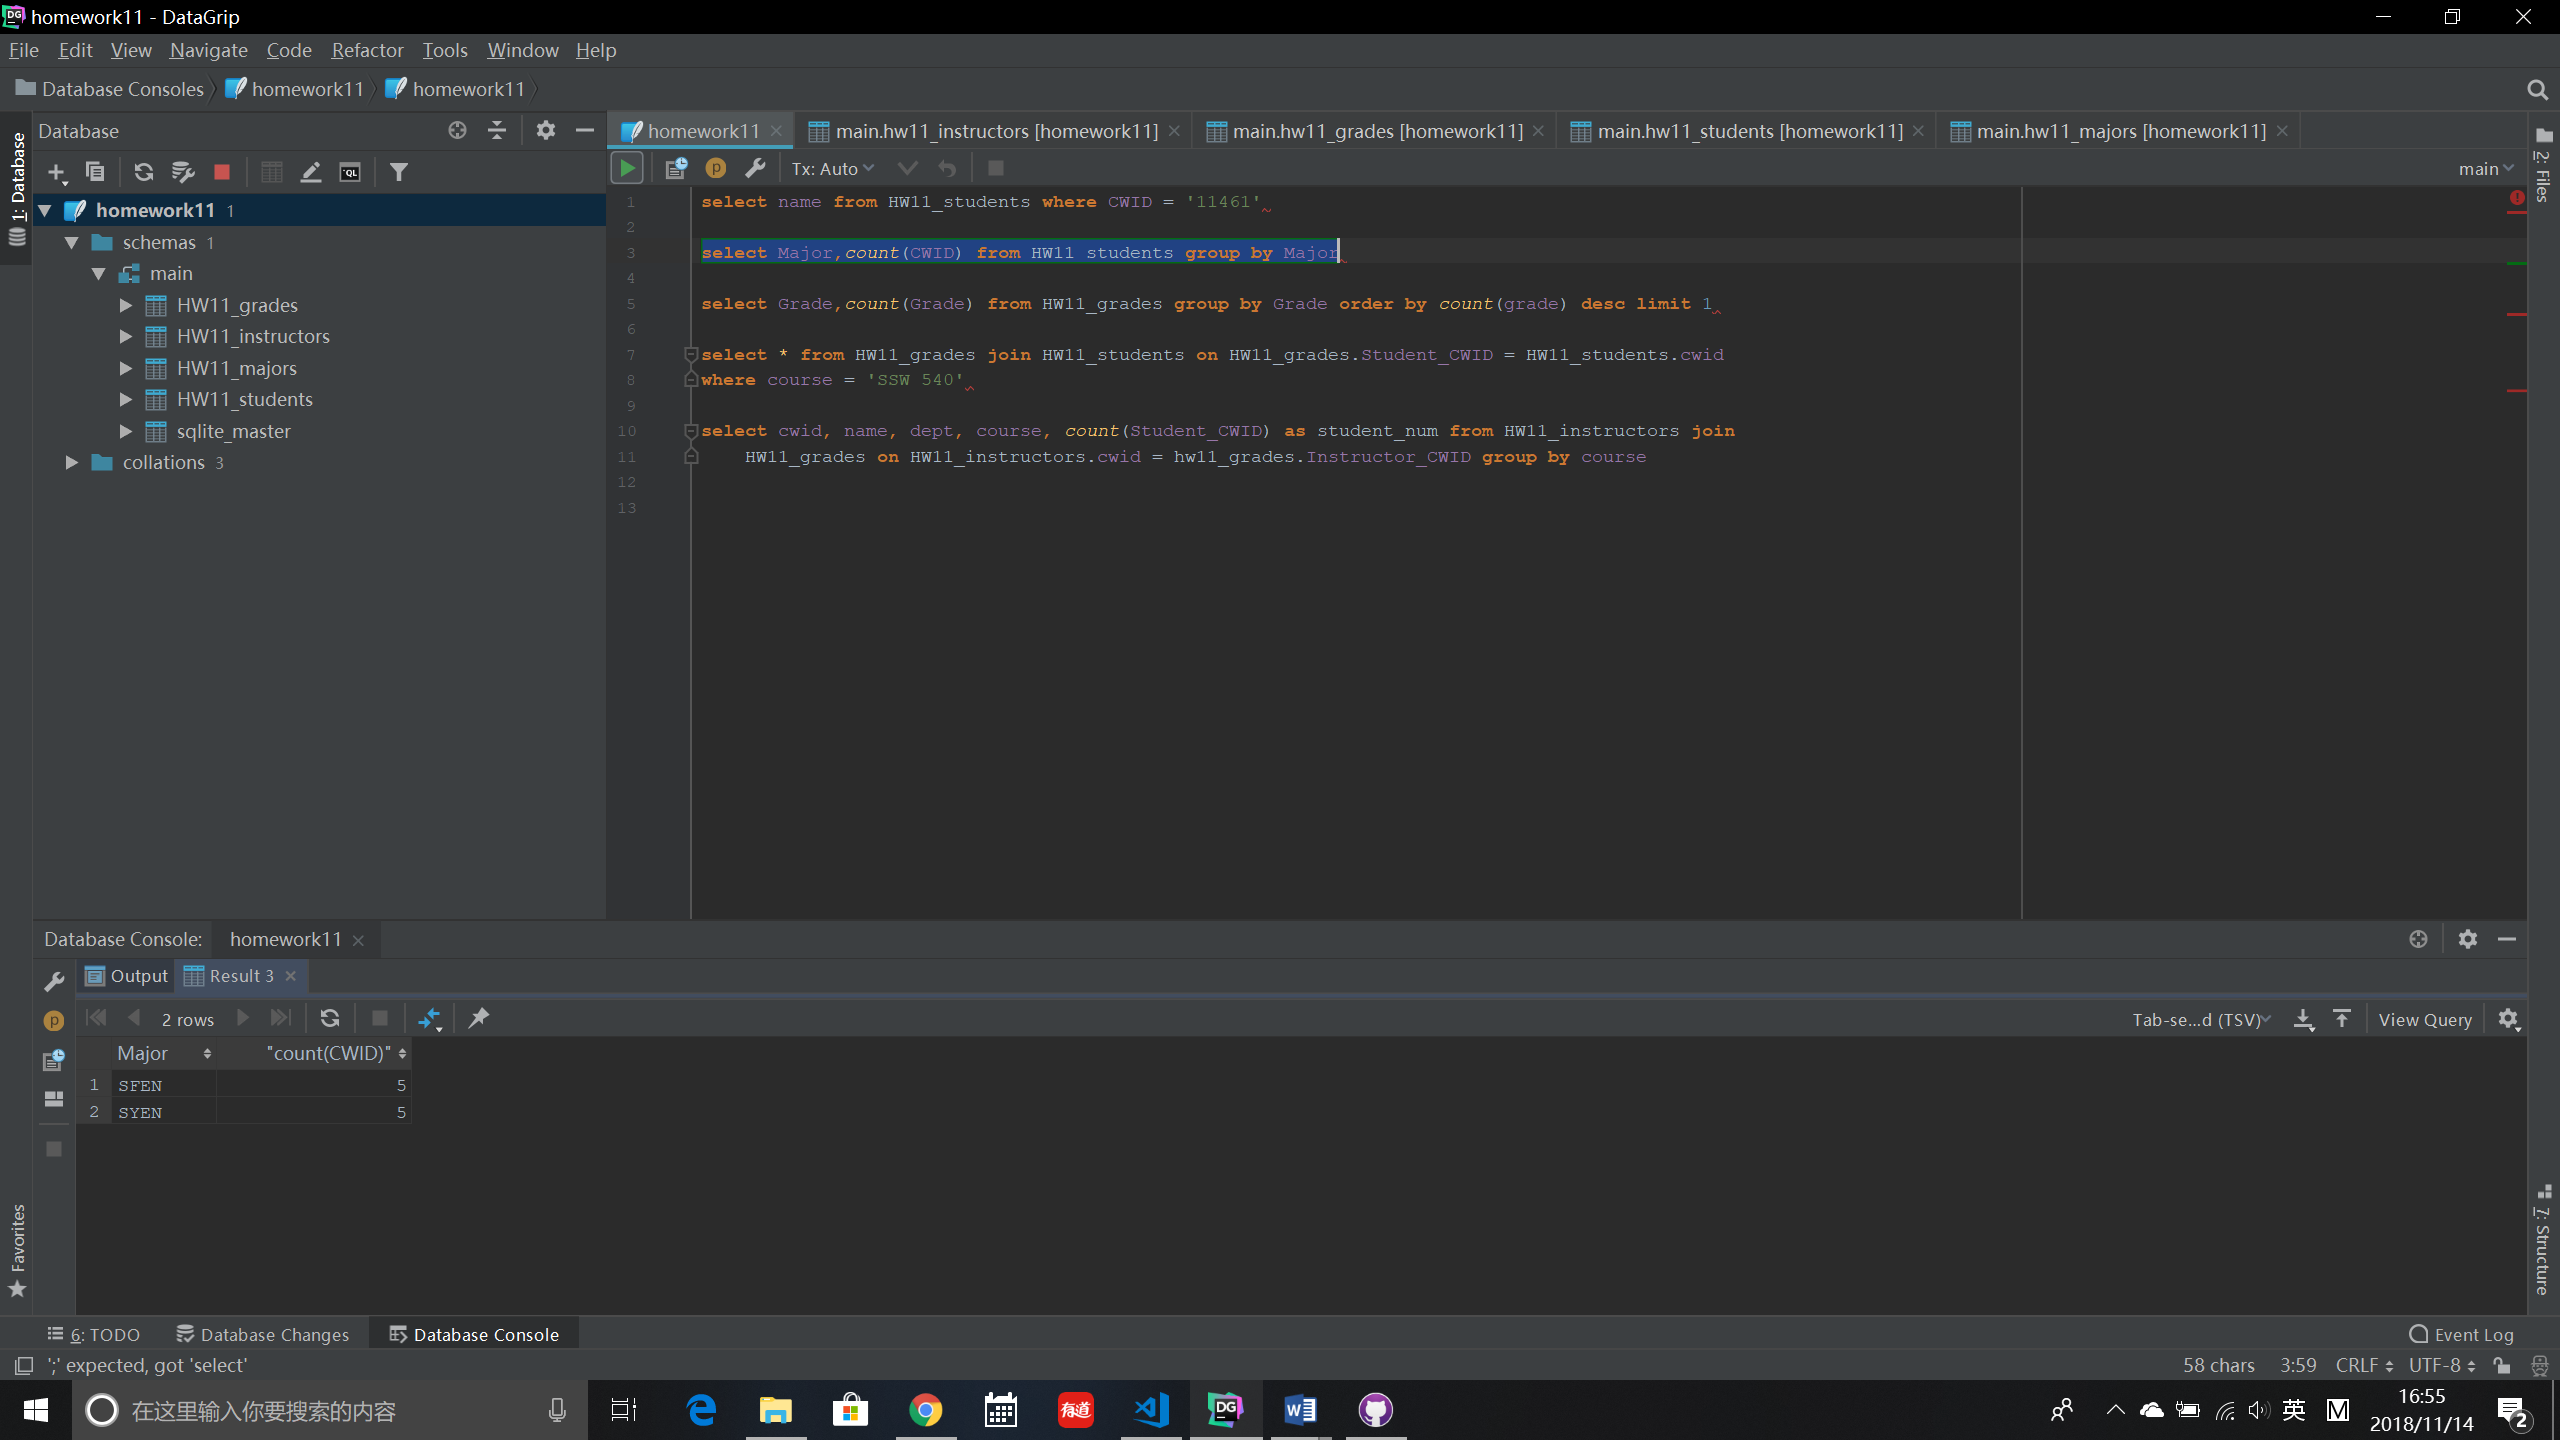 homework11 - DataGrip
File Edit View Navigate Code Refactor Tools Window Help
Database Consoles homework11 homework11
1: Database
Database
homework11 1
schemas 1
main
HW11_grades
HW11_instructors
HW11_majors
HW11_students
sqlite_master
collations 3
homework11 main.hw11_instructors [homework11] main.hw11_grades [homework11] main.hw11_students [homework11] main.hw11_majors [homework11]
Tx: Auto main
2: Files
1 select name from HW11_students where CWID = '11461'
2
3 select Major,count(CWID) from HW11_students group by Major
4
5 select Grade,count(Grade) from HW11_grades group by Grade order by count(grade) desc limit 1
6
7 select * from HW11_grades join HW11_students on HW11_grades.Student_CWID = HW11_students.cwid
8 where course = 'SSW 540'
9
10 select cwid, name, dept, course, count(Student_CWID) as student_num from HW11_instructors join
11 HW11_grades on HW11_instructors.cwid = hw11_grades.Instructor_CWID group by course
12
13
Database Console: homework11
Output Result 3
2 rows Tab-se...d (TSV) View Query
Major "count(CWID)"
1 SFEN 5
2 SYEN 5
Favorites
7: Structure
6: TODO Database Changes Database Console Event Log
';' expected, got 'select' 58 chars 3:59 CRLF UTF-8
在这里输入你要搜索的内容
有道
DG
英 M
16:55
2018/11/14
2